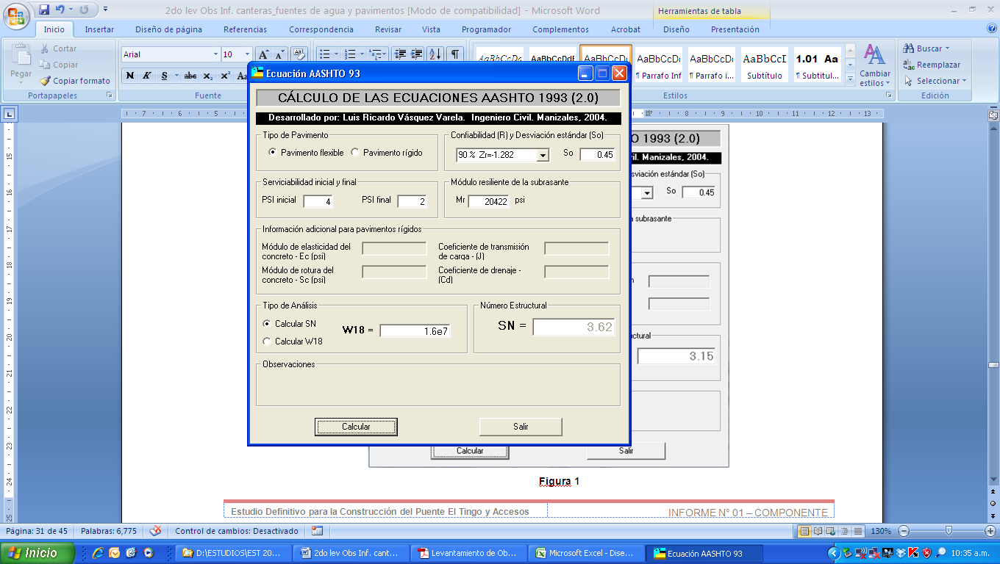 2do lev Obs Inf. canteras_fuentes de agua y pavimentos [Modo de compatibilidad] - Microsoft Word
Herramientas de tabla
Inicio Insertar Diseño de página Referencias Correspondencia Revisar Vista Programador Complementos Acrobat Diseño Presentación
Pegar
Cortar
Copiar
Copiar formato
Portapapeles
Arial 10
N K S abc x₂ x² Aa
Fuente
AaBbCcDd AaBbCcDdE AaBbCcDc AaBbCcDc AaBbCcDc AaBbCcI 1.01 Aa
¶ Parrafo Inf ¶ Parrafo i... Subtítulo ¶ Subtitul...
Cambiar estilos
Estilos
Buscar
Reemplazar
Seleccionar
Edición
Ecuación AASHTO 93
CÁLCULO DE LAS ECUACIONES AASHTO 1993 (2.0)
Desarrollado por: Luis Ricardo Vásquez Varela. Ingeniero Civil. Manizales, 2004.
Tipo de Pavimento
Pavimento flexible Pavimento rígido
Confiabilidad (R) y Desviación estándar (So)
90 % Zr=-1.282 So 0.45
Serviciabilidad inicial y final
PSI inicial 4 PSI final 2
Módulo resiliente de la subrasante
Mr 20422 psi
Información adicional para pavimentos rígidos
Módulo de elasticidad del
concreto - Ec (psi)
Coeficiente de transmisión
de carga - (J)
Módulo de rotura del
concreto - Sc (psi)
Coeficiente de drenaje -
(Cd)
Tipo de Análisis
Calcular SN
Calcular W18
W18 = 1.6e7
Número Estructural
SN = 3.62
Observaciones
Calcular Salir
O 1993 (2.0)
vil. Manizales, 2004.
sviación estándar (So)
So 0.45
a subrasante
n
uctural
3.15
Calcular Salir
Figura 1
Estudio Definitivo para la Construcción del Puente El Tingo y Accesos
INFORME N° 01 – COMPONENTE
Página: 31 de 45 Palabras: 6,775 Control de cambios: Desactivado 130%
Inicio
D:\ESTUDIOS\EST 20...
2do lev Obs Inf. cant...
Levantamiento de Ob...
Microsoft Excel - Dise...
Ecuación AASHTO 93
10:35 a.m.